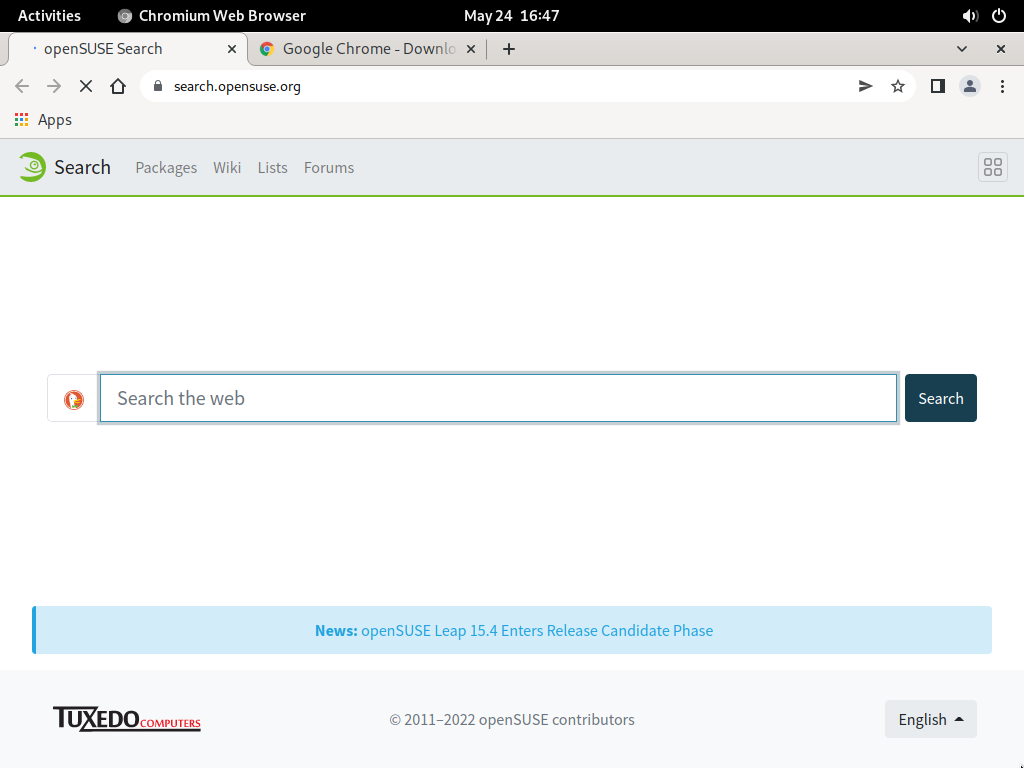 Activities Chromium Web Browser May 24 16:47
openSUSE Search Google Chrome - Downlo
search.opensuse.org
Apps
Search Packages Wiki Lists Forums
Search the web Search
News: openSUSE Leap 15.4 Enters Release Candidate Phase
TUXEDO COMPUTERS © 2011–2022 openSUSE contributors English